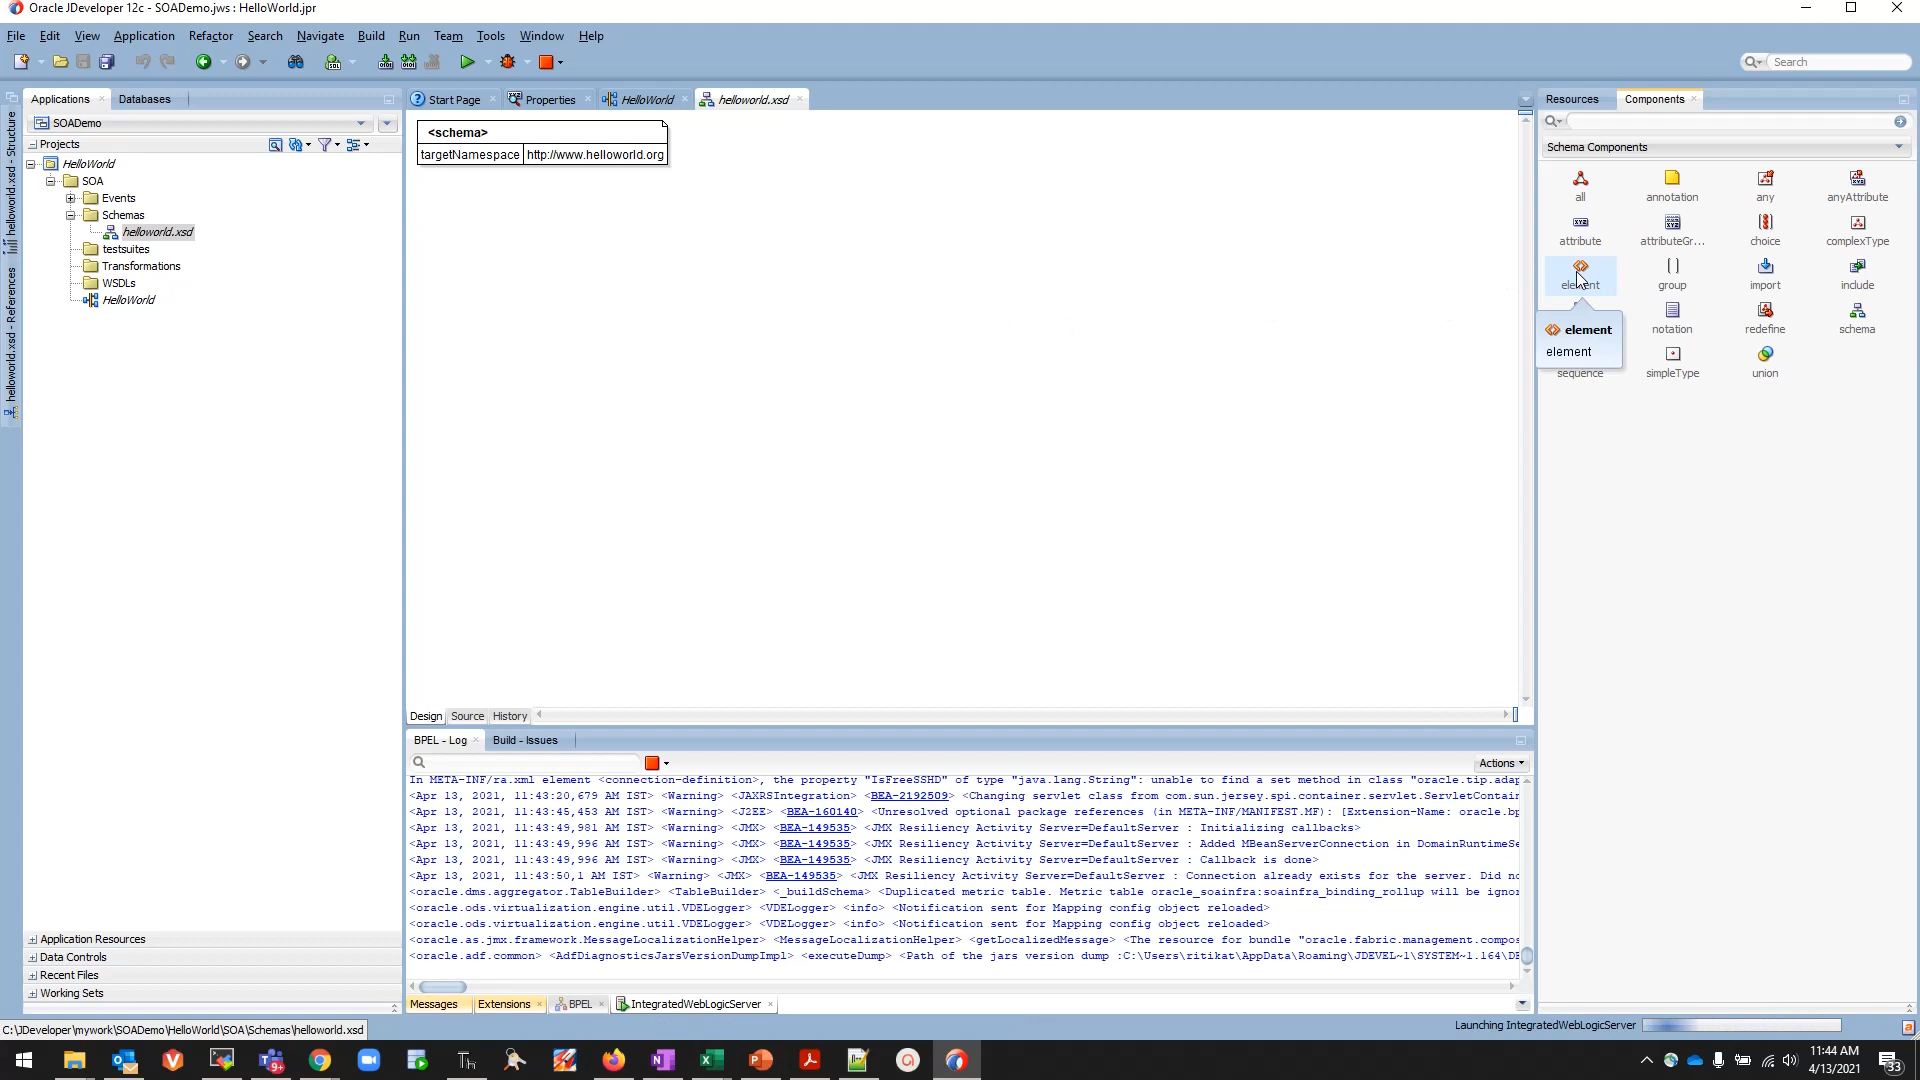 Oracle JDeveloper 12c - SOADemo.jws : HelloWorld.jpr
File Edit View Application Refactor Search Navigate Build Run Team Tools Window Help
Search
Applications Databases
SOADemo
Projects
HelloWorld
SOA
Events
Schemas
helloworld.xsd
testsuites
Transformations
WSDLs
HelloWorld
Application Resources
Data Controls
Recent Files
Working Sets
helloworld.xsd - Structure
helloworld.xsd - References
Start Page Properties HelloWorld helloworld.xsd
<schema>
targetNamespace http://www.helloworld.org
Design Source History
BPEL - Log Build - Issues
Actions
In META-INF/ra.xml element <connection-definition>, the property "IsFreeSSHD" of type "java.lang.String": unable to find a set method in class "oracle.tip.adap
<Apr 13, 2021, 11:43:20,679 AM IST> <Warning> <JAXRSIntegration> <BEA-2192509> <Changing servlet class from com.sun.jersey.spi.container.servlet.ServletContain
<Apr 13, 2021, 11:43:45,453 AM IST> <Warning> <J2EE> <BEA-160140> <Unresolved optional package references (in META-INF/MANIFEST.MF): [Extension-Name: oracle.bp
<Apr 13, 2021, 11:43:49,981 AM IST> <Warning> <JMX> <BEA-149535> <JMX Resiliency Activity Server=DefaultServer : Initializing callbacks>
<Apr 13, 2021, 11:43:49,996 AM IST> <Warning> <JMX> <BEA-149535> <JMX Resiliency Activity Server=DefaultServer : Added MBeanServerConnection in DomainRuntimeSe
<Apr 13, 2021, 11:43:49,996 AM IST> <Warning> <JMX> <BEA-149535> <JMX Resiliency Activity Server=DefaultServer : Callback is done>
<Apr 13, 2021, 11:43:50,1 AM IST> <Warning> <JMX> <BEA-149535> <JMX Resiliency Activity Server=DefaultServer : Connection already exists for the server. Did no
<oracle.dms.aggregator.TableBuilder> <TableBuilder> <_buildSchema> <Duplicated metric table. Metric table oracle_soainfra:soainfra_binding_rollup will be ignor
<oracle.ods.virtualization.engine.util.VDELogger> <VDELogger> <info> <Notification sent for Mapping config object reloaded>
<oracle.ods.virtualization.engine.util.VDELogger> <VDELogger> <info> <Notification sent for Mapping config object reloaded>
<oracle.as.jmx.framework.MessageLocalizationHelper> <MessageLocalizationHelper> <getLocalizedMessage> <The resource for bundle "oracle.fabric.management.compos
<oracle.adf.common> <AdfDiagnosticsJarsVersionDumpImpl> <executeDump> <Path of the jars version dump :C:\Users\ritikat\AppData\Roaming\JDEVEL~1\SYSTEM~1.164\DE
Messages Extensions BPEL IntegratedWebLogicServer
Resources Components
Schema Components
all annotation any anyAttribute
attribute attributeGr... choice complexType
element group import include
notation redefine schema
sequence simpleType union
element
element
C:\JDeveloper\mywork\SOADemo\HelloWorld\SOA\Schemas\helloworld.xsd
Launching IntegratedWebLogicServer
11:44 AM
4/13/2021
33